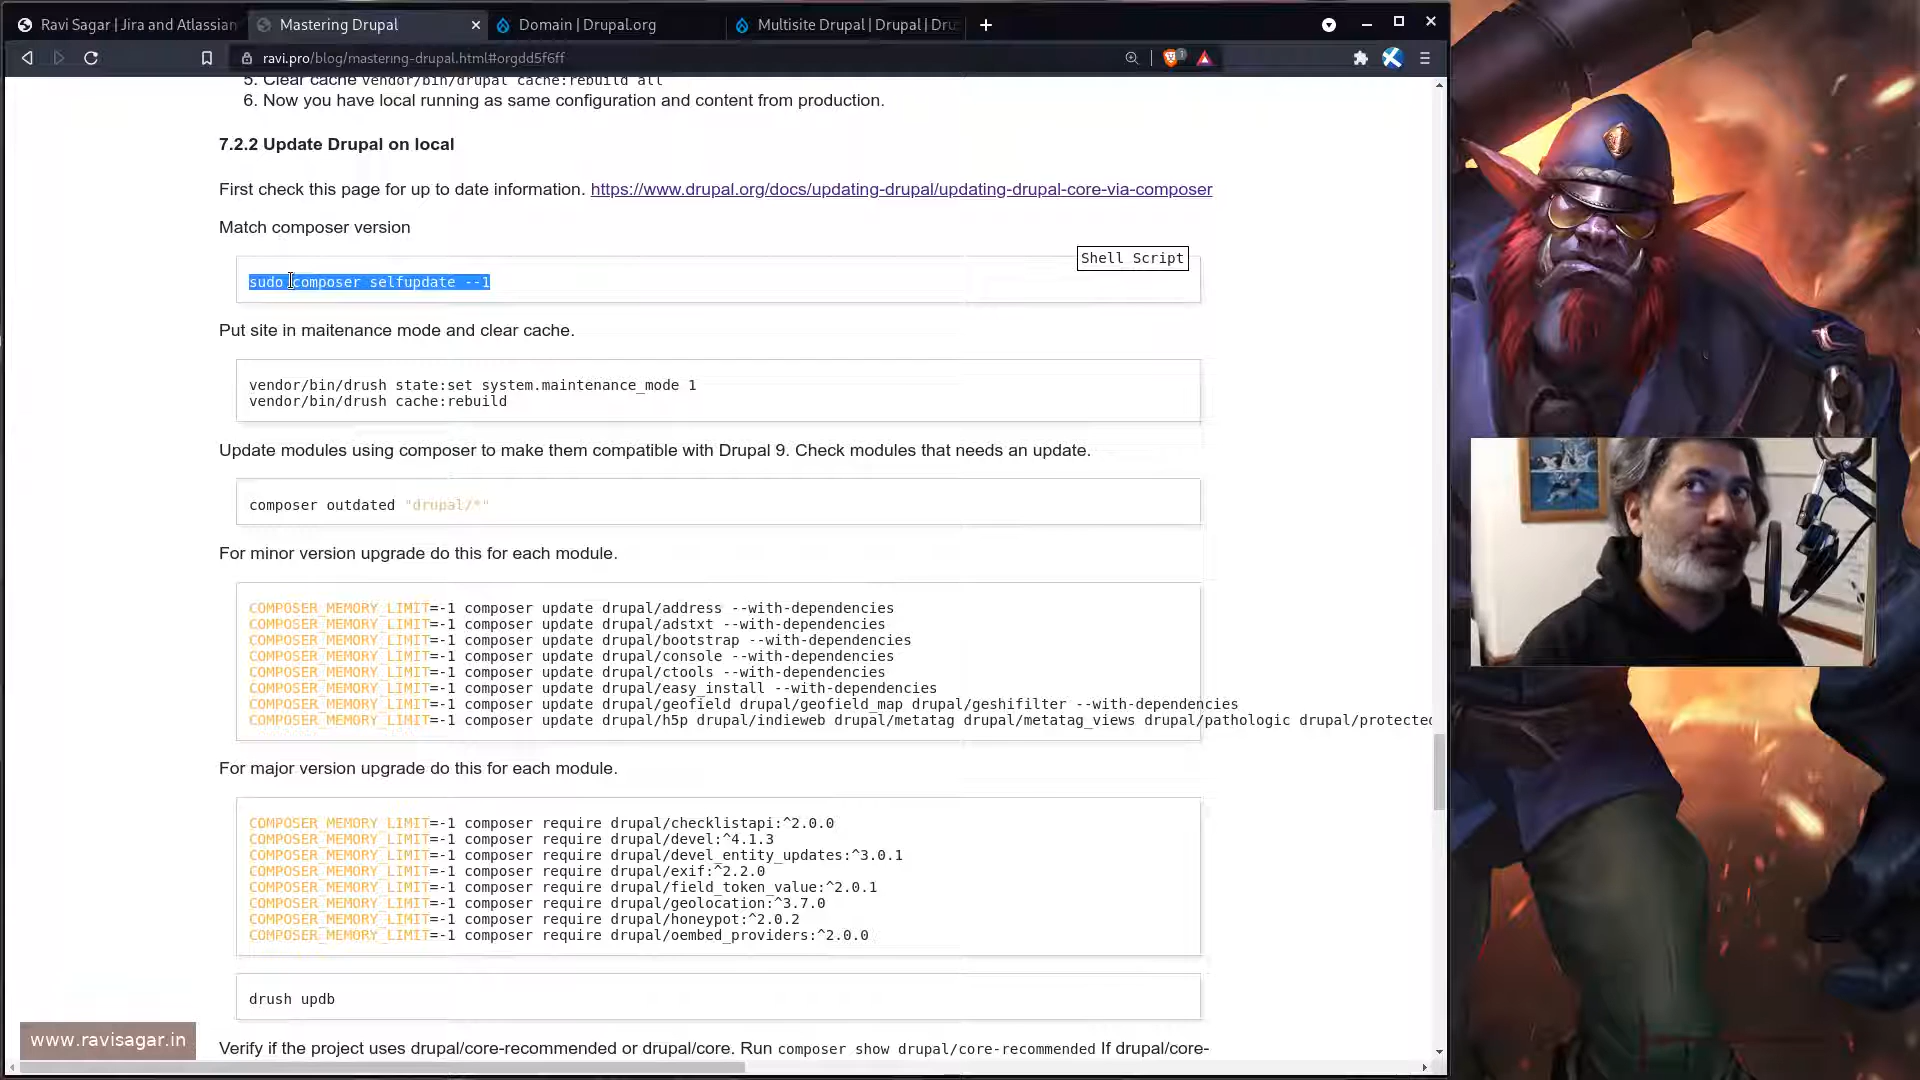 Ravi Sagar | Jira and Atlassian
Mastering Drupal
Domain | Drupal.org
Multisite Drupal | Drupal | Dru
ravi.pro/blog/mastering-drupal.html#orgdd5f6ff
1
5. Clear cache vendor/bin/drupal cache:rebuild all
6. Now you have local running as same configuration and content from production.
7.2.2 Update Drupal on local
First check this page for up to date information. https://www.drupal.org/docs/updating-drupal/updating-drupal-core-via-composer
Match composer version
Shell Script
sudo composer selfupdate --1
Put site in maitenance mode and clear cache.
vendor/bin/drush state:set system.maintenance_mode 1
vendor/bin/drush cache:rebuild
Update modules using composer to make them compatible with Drupal 9. Check modules that needs an update.
composer outdated "drupal/*"
For minor version upgrade do this for each module.
COMPOSER_MEMORY_LIMIT=-1 composer update drupal/address --with-dependencies
COMPOSER_MEMORY_LIMIT=-1 composer update drupal/adstxt --with-dependencies
COMPOSER_MEMORY_LIMIT=-1 composer update drupal/bootstrap --with-dependencies
COMPOSER_MEMORY_LIMIT=-1 composer update drupal/console --with-dependencies
COMPOSER_MEMORY_LIMIT=-1 composer update drupal/ctools --with-dependencies
COMPOSER_MEMORY_LIMIT=-1 composer update drupal/easy_install --with-dependencies
COMPOSER_MEMORY_LIMIT=-1 composer update drupal/geofield drupal/geofield_map drupal/geshifilter --with-dependencies
COMPOSER_MEMORY_LIMIT=-1 composer update drupal/h5p drupal/indieweb drupal/metatag drupal/metatag_views drupal/pathologic drupal/protected
For major version upgrade do this for each module.
COMPOSER_MEMORY_LIMIT=-1 composer require drupal/checklistapi:^2.0.0
COMPOSER_MEMORY_LIMIT=-1 composer require drupal/devel:^4.1.3
COMPOSER_MEMORY_LIMIT=-1 composer require drupal/devel_entity_updates:^3.0.1
COMPOSER_MEMORY_LIMIT=-1 composer require drupal/exif:^2.2.0
COMPOSER_MEMORY_LIMIT=-1 composer require drupal/field_token_value:^2.0.1
COMPOSER_MEMORY_LIMIT=-1 composer require drupal/geolocation:^3.7.0
COMPOSER_MEMORY_LIMIT=-1 composer require drupal/honeypot:^2.0.2
COMPOSER_MEMORY_LIMIT=-1 composer require drupal/oembed_providers:^2.0.0
drush updb
www.ravisagar.in
Verify if the project uses drupal/core-recommended or drupal/core. Run composer show drupal/core-recommended If drupal/core-